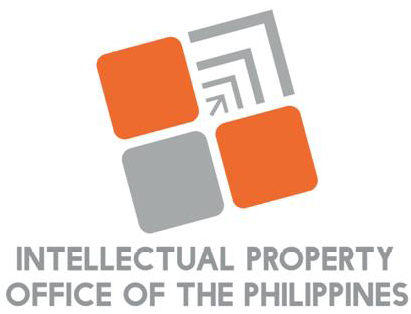 INTELLECTUAL PROPERTY
OFFICE OF THE PHILIPPINES